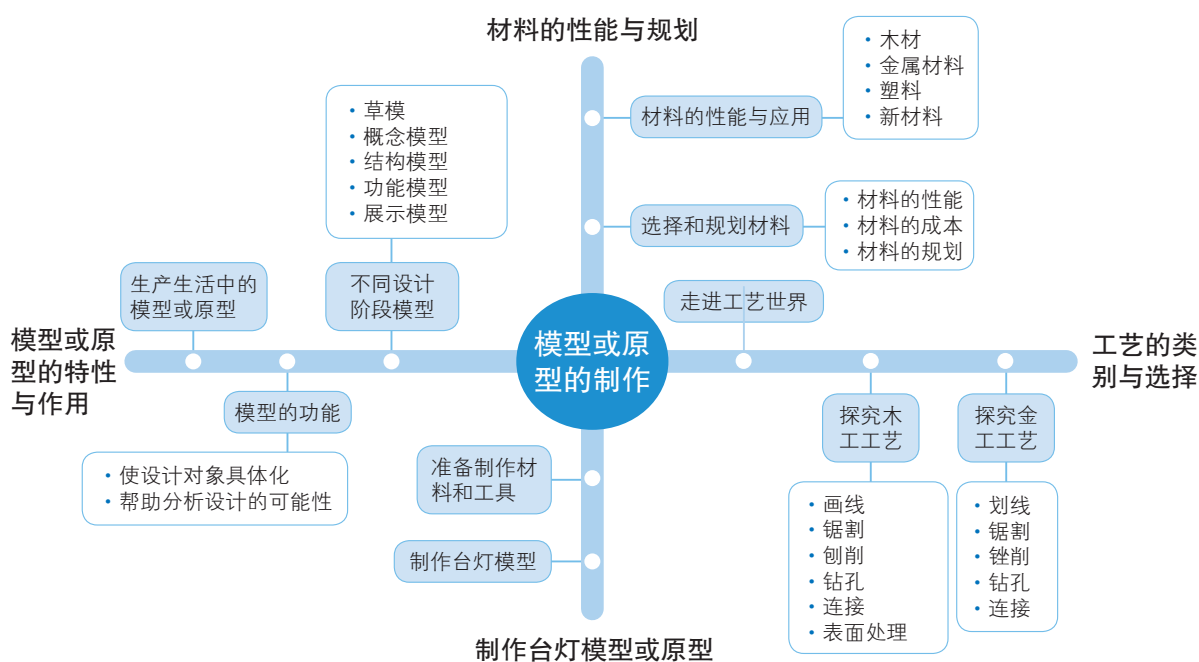 材料的性能与规划
材料的性能与应用
• 木材
• 金属材料
• 塑料
• 新材料
选择和规划材料
• 材料的性能
• 材料的成本
• 材料的规划
• 草模
• 概念模型
• 结构模型
• 功能模型
• 展示模型
生产生活中的
模型或原型
不同设计
阶段模型
走进工艺世界
模型或原
型的特性
与作用
模型或原
型的制作
工艺的类
别与选择
模型的功能
• 使设计对象具体化
• 帮助分析设计的可能性
准备制作材
料和工具
制作台灯模型
探究木
工工艺
• 画线
• 锯割
• 刨削
• 钻孔
• 连接
• 表面处理
探究金
工工艺
• 划线
• 锯割
• 锉削
• 钻孔
• 连接
制作台灯模型或原型